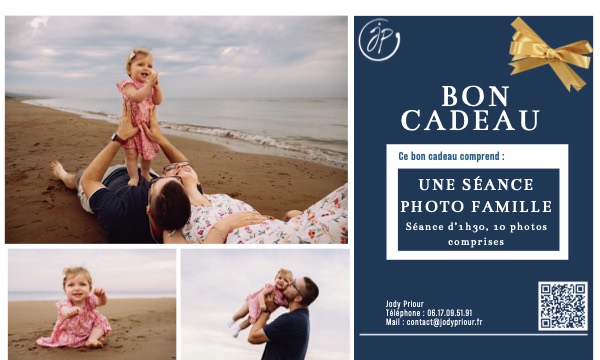 jp
BON
CADEAU
Ce bon cadeau comprend :
UNE SÉANCE
PHOTO FAMILLE
Séance d'1h30, 10 photos
comprises
Jody Priour
Téléphone : 06.17.09.51.91
Mail : contact@jodypriour.fr